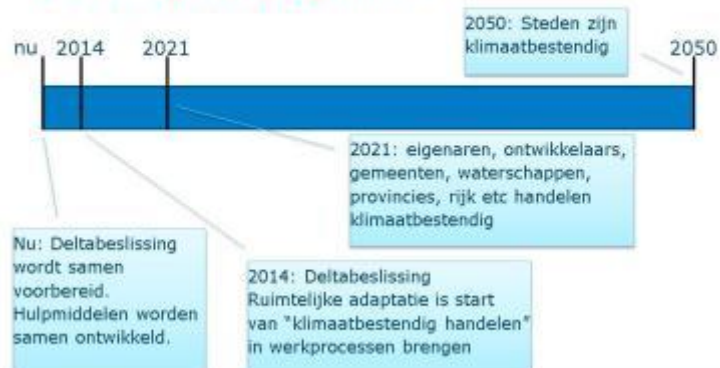 nu 2014 2021 2050
2050: Steden zijn
klimaatbestendig
2021: eigenaren, ontwikkelaars,
gemeenten, waterschappen,
provincies, rijk etc handelen
klimaatbestendig
Nu: Deltabeslissing
wordt samen
voorbereid.
Hulpmiddelen worden
samen ontwikkeld.
2014: Deltabeslissing
Ruimtelijke adaptatie is start
van "klimaatbestendig handelen"
in werkprocessen brengen